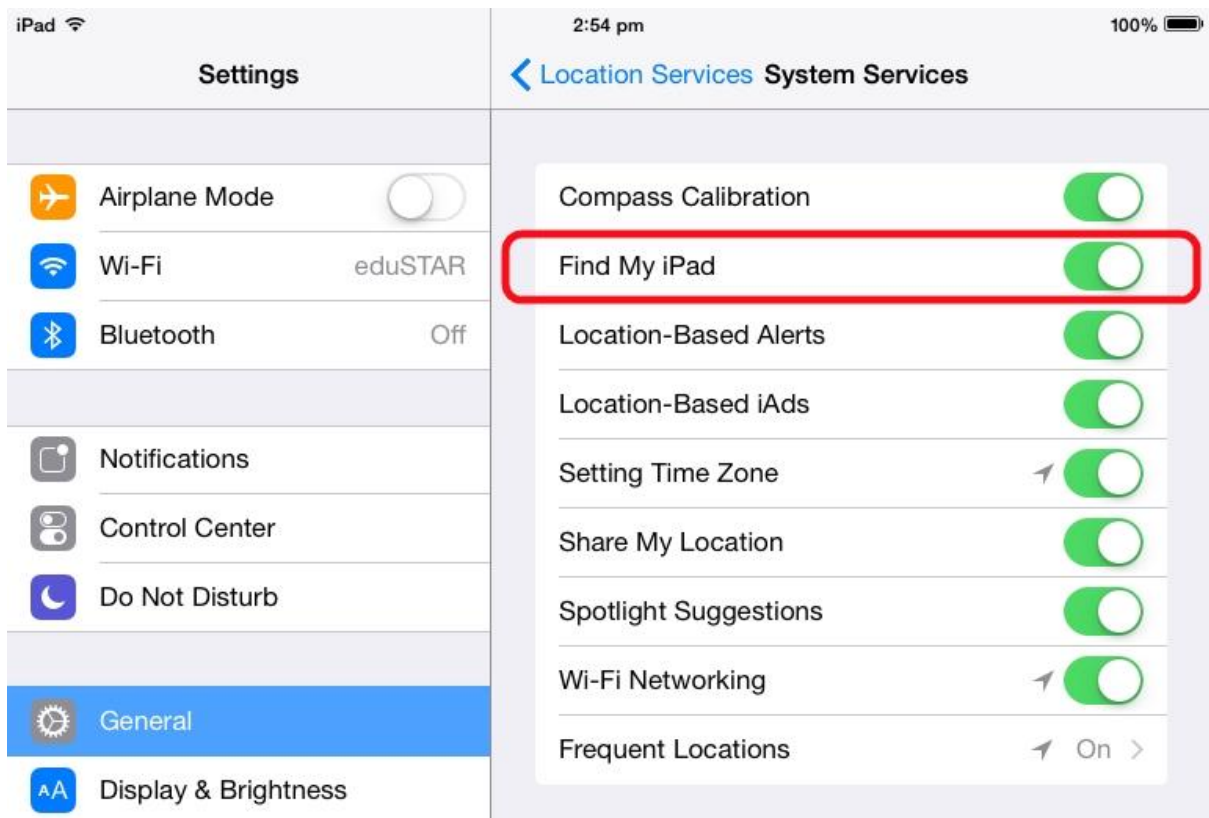 iPad 2:54 pm 100%
Settings
Location Services System Services
Airplane Mode
Wi-Fi eduSTAR
Bluetooth Off
Notifications
Control Center
Do Not Disturb
General
AA Display & Brightness
Compass Calibration
Find My iPad
Location-Based Alerts
Location-Based iAds
Setting Time Zone
Share My Location
Spotlight Suggestions
Wi-Fi Networking
Frequent Locations On